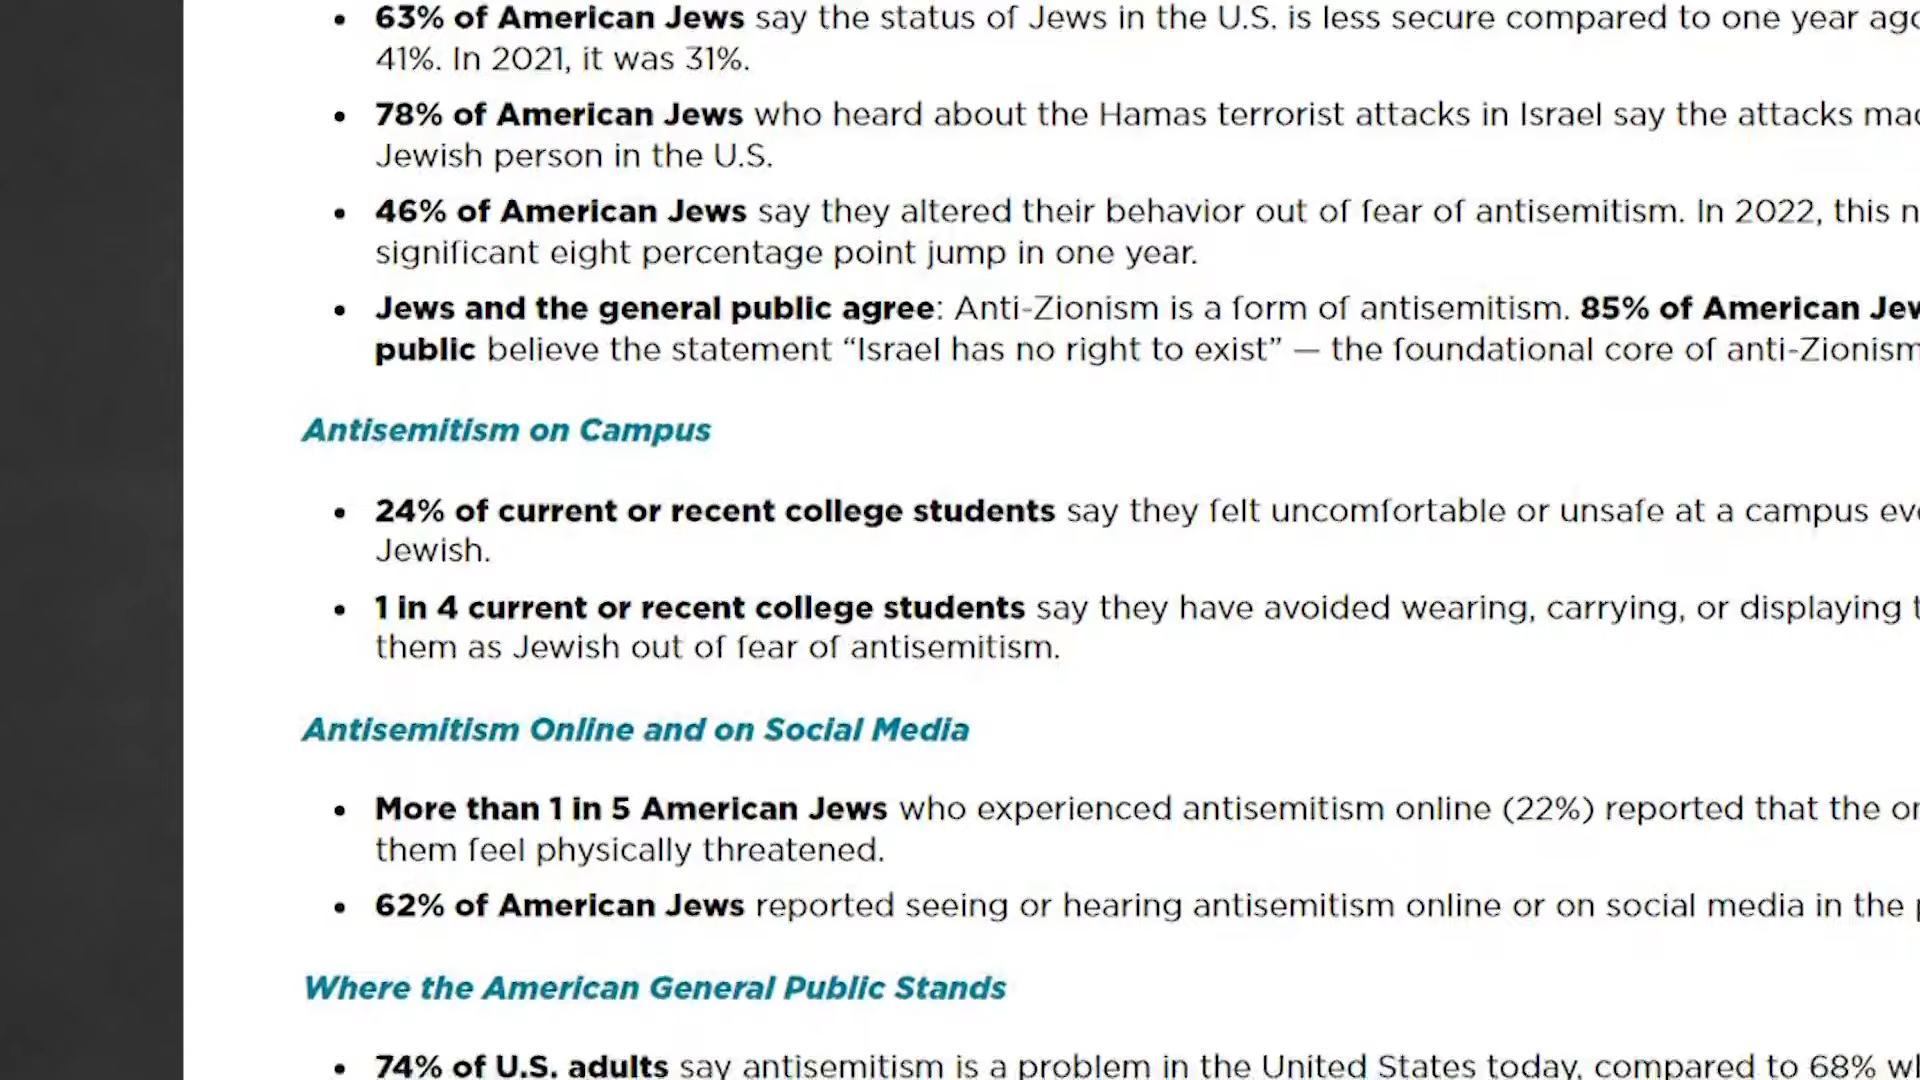 • 63% of American Jews say the status of Jews in the U.S. is less secure compared to one year
41%. In 2021, it was 31%.
• 78% of American Jews who heard about the Hamas terrorist attacks in Israel say the attacks
Jewish person in the U.S.
• 46% of American Jews say they altered their behavior out of fear of antisemitism. In 2022, this
significant eight percentage point jump in one year.
• Jews and the general public agree: Anti-Zionism is a form of antisemitism. 85% of American
public believe the statement “Israel has no right to exist” — the foundational core of anti-Zionism
Antisemitism on Campus
• 24% of current or recent college students say they felt uncomfortable or unsafe at a campus
Jewish.
• 1 in 4 current or recent college students say they have avoided wearing, carrying, or displaying
them as Jewish out of fear of antisemitism.
Antisemitism Online and on Social Media
• More than 1 in 5 American Jews who experienced antisemitism online (22%) reported that the
them feel physically threatened.
• 62% of American Jews reported seeing or hearing antisemitism online or on social media in the
Where the American General Public Stands
• 74% of U.S. adults say antisemitism is a problem in the United States today, compared to 68%